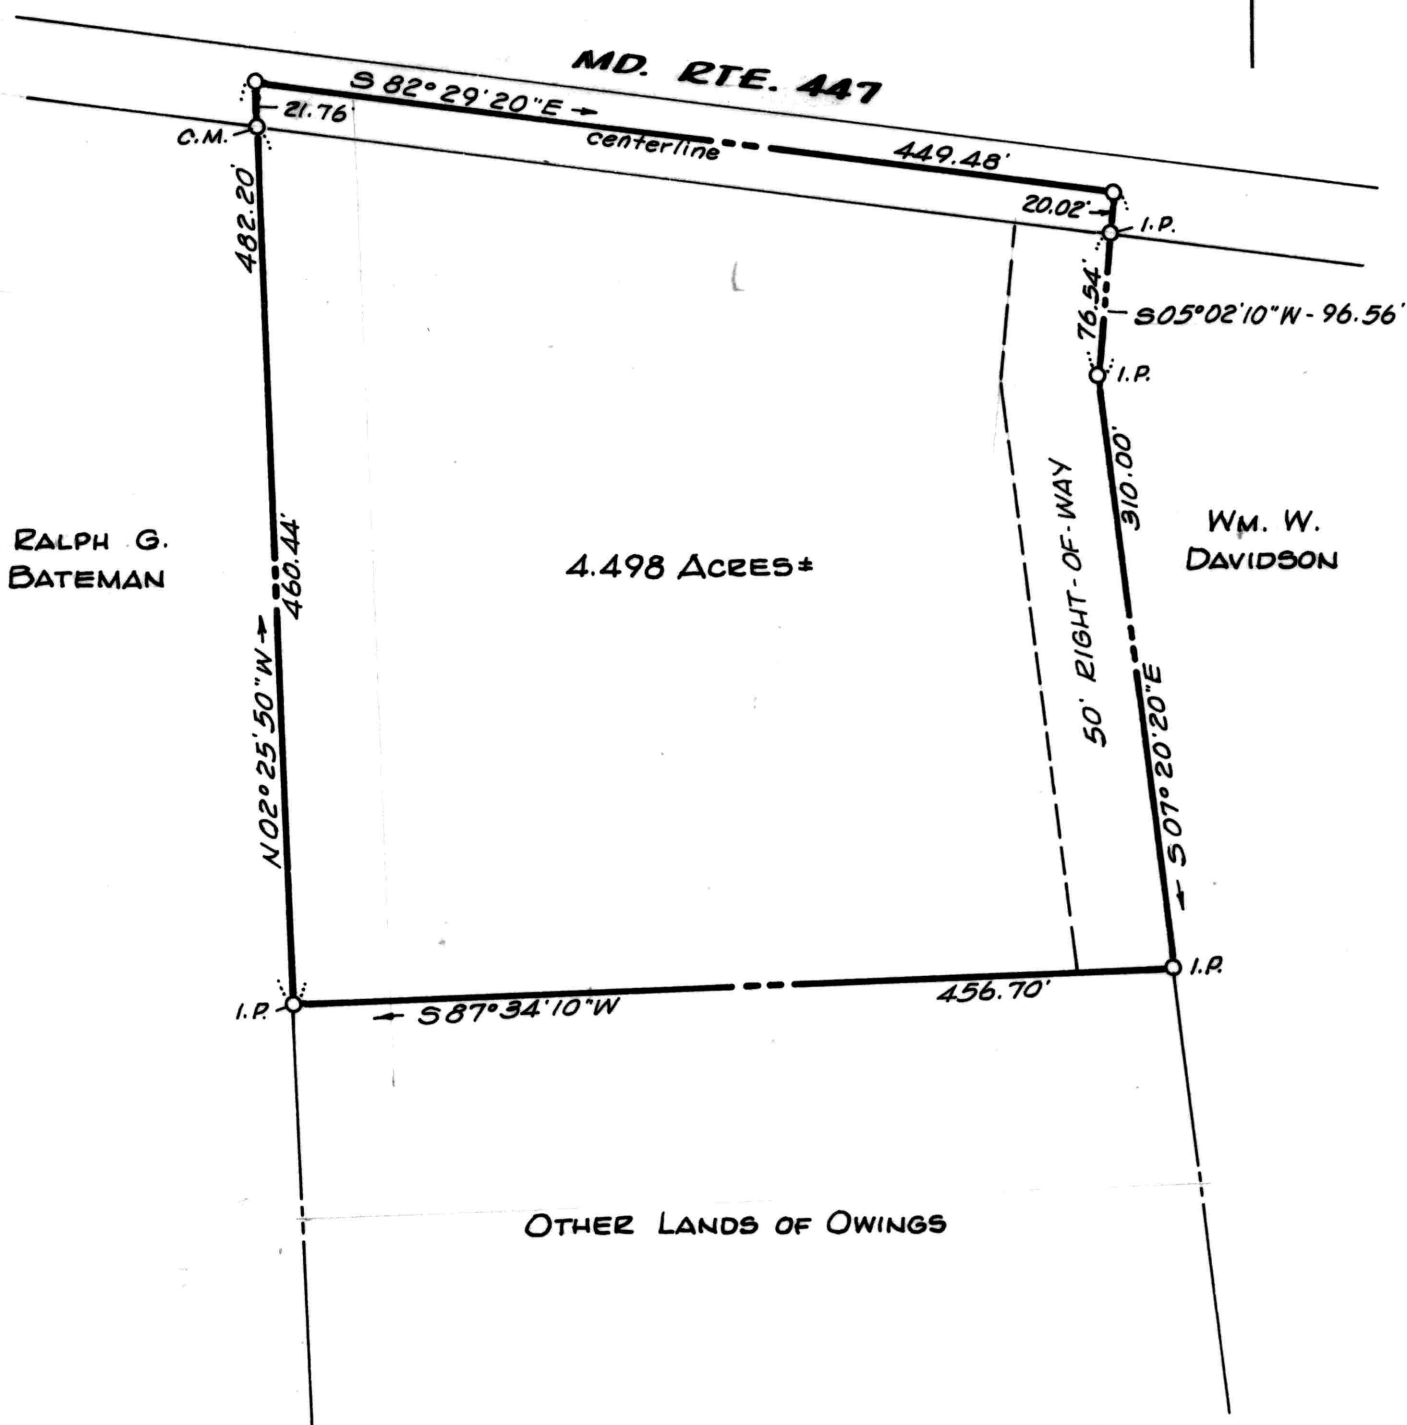 MD. RTE. 447
S 82° 29' 20" E →
centerline
449.48'
21.76'
C.M.
482.20'
20.02'
I.P.
76.54'
S05°02'10"W - 96.56'
I.P.
310.00'
RALPH G.
BATEMAN
460.44'
4.498 ACRES±
50' RIGHT-OF-WAY
WM. W.
DAVIDSON
N02°25'50"W →
← S07°20'20"E
I.P.
I.P.
← S87°34'10"W
456.70'
OTHER LANDS OF OWINGS